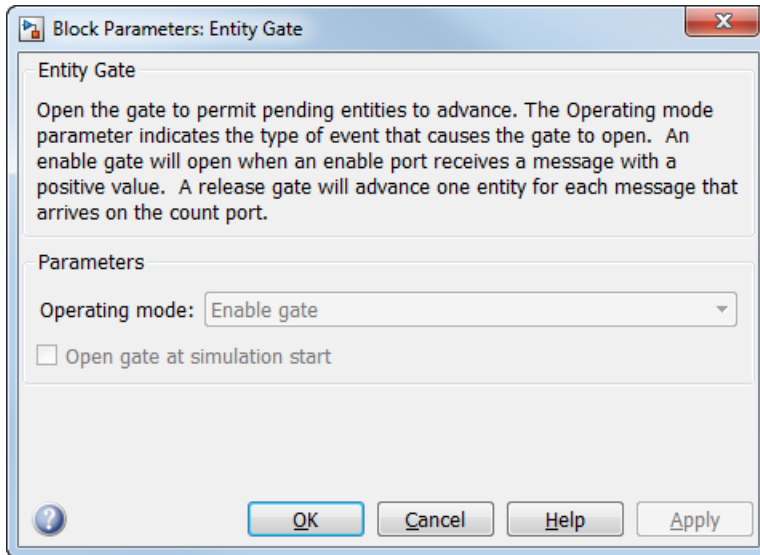 Block Parameters: Entity Gate
Entity Gate
Open the gate to permit pending entities to advance. The Operating mode
parameter indicates the type of event that causes the gate to open.  An
enable gate will open when an enable port receives a message with a
positive value.  A release gate will advance one entity for each message that
arrives on the count port.
Parameters
Operating mode: Enable gate
Open gate at simulation start
? OK Cancel Help Apply